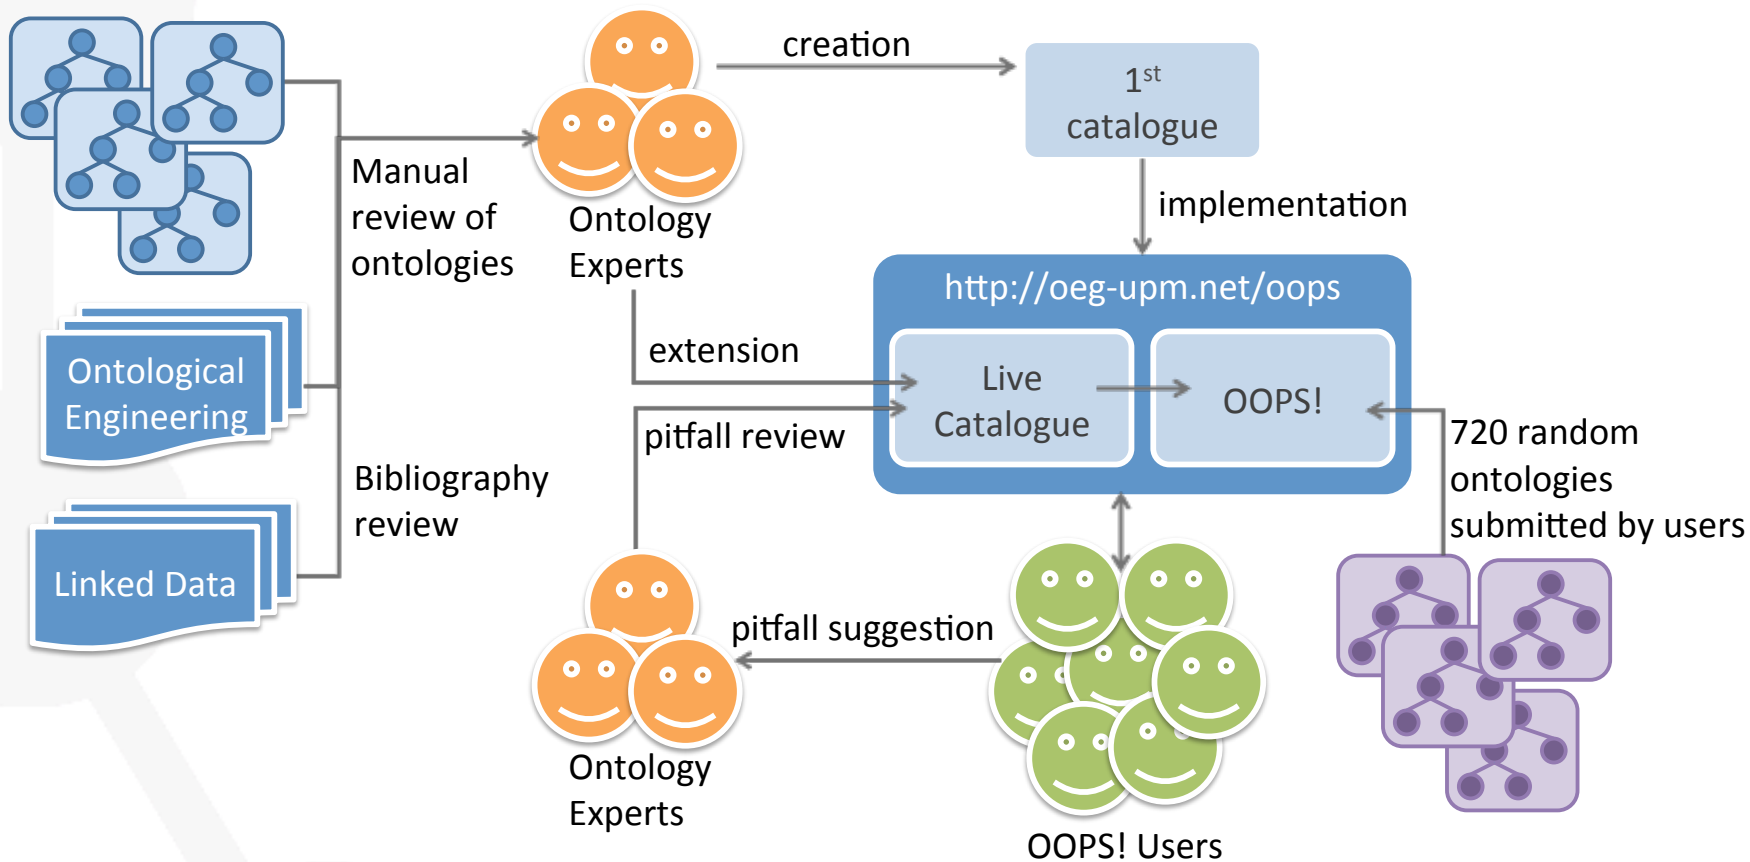 creation
1st
catalogue
Manual
review of
ontologies
Ontology
Experts
implementation
http://oeg-upm.net/oops
extension
Live
Catalogue
OOPS!
Ontological
Engineering
pitfall review
720 random
ontologies
submitted by users
Bibliography
review
Linked Data
pitfall suggestion
Ontology
Experts
OOPS! Users